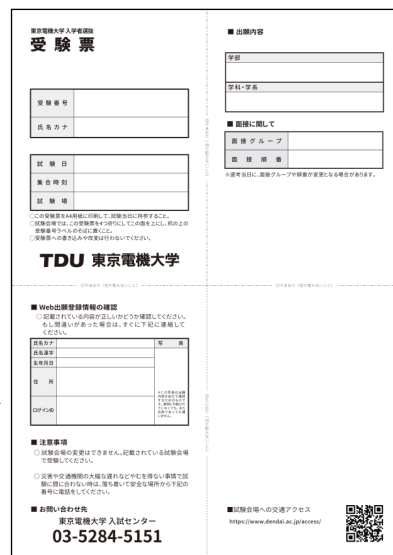 東京電機大学 入学者選抜
受 験 票
受 験 番 号
氏 名 カ ナ
試 験 日
集 合 時 刻
試 験 場
○この受験票をA4用紙に印刷して、試験当日に持参すること。
○試験会場では、この受験票を4つ折りにしてこの面を上にし、机の上の
受験番号ラベルのそばに置くこと。
○受験票への書き込みや改変は行わないでください。
TDU 東京電機大学
■ 出願内容
学部
学科・学系
■ 面接に関して
面 接 グ ル ー プ
面 接 順 番
※選考当日に、面接グループや順番が変更となる場合があります。
■ Web出願登録情報の確認
○ 記載されている内容が正しいかどうか確認してください。
もし間違いがあった場合は、すぐに下記に連絡して
ください。
氏名カナ
写 真
氏名漢字
生年月日
住 所
ログインID
■ 注意事項
○ 試験会場の変更はできません。記載されている試験会場
で受験してください。
○ 災害や交通機関の大幅な遅れなどやむを得ない事情で試
験に間に合わない時は、落ち着いて安全な場所から下記の
番号に電話をしてください。
■ お問い合わせ先
東京電機大学 入試センター
03-5284-5151
■試験会場への交通アクセス
https://www.dendai.ac.jp/access/